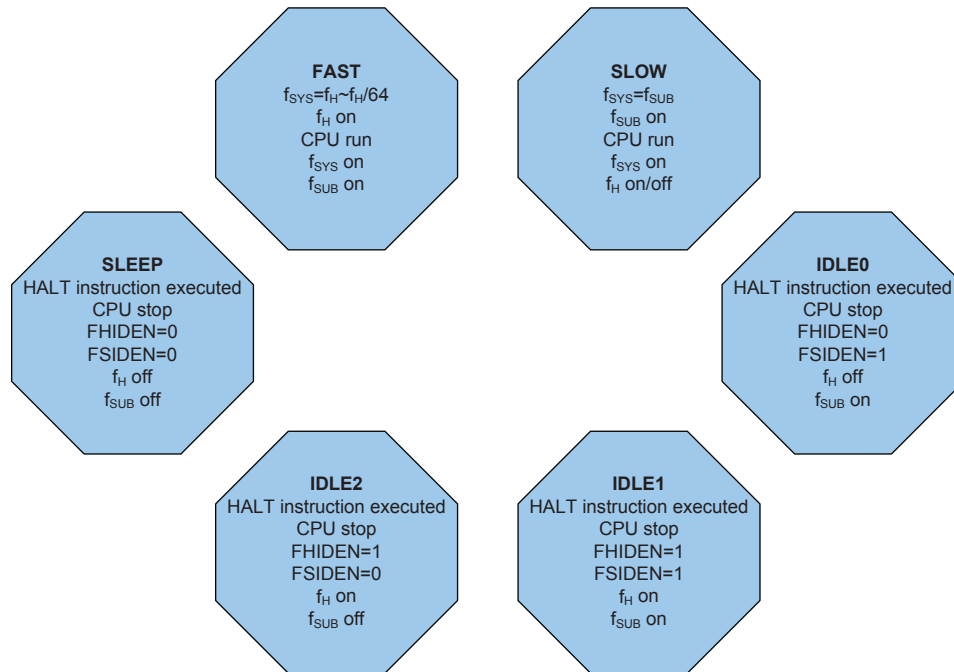 FAST
fSYS=fH~fH/64
fH on
CPU run
fSYS on
fSUB on
SLOW
fSYS=fSUB
fSUB on
CPU run
fSYS on
fH on/off
SLEEP
HALT instruction executed
CPU stop
FHIDEN=0
FSIDEN=0
fH off
fSUB off
IDLE0
HALT instruction executed
CPU stop
FHIDEN=0
FSIDEN=1
fH off
fSUB on
IDLE2
HALT instruction executed
CPU stop
FHIDEN=1
FSIDEN=0
fH on
fSUB off
IDLE1
HALT instruction executed
CPU stop
FHIDEN=1
FSIDEN=1
fH on
fSUB on